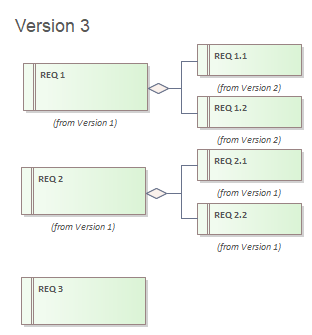 Version 3
REQ 1
(from Version 1)
REQ 1.1
(from Version 2)
REQ 1.2
(from Version 2)
REQ 2
(from Version 1)
REQ 2.1
(from Version 1)
REQ 2.2
(from Version 1)
REQ 3